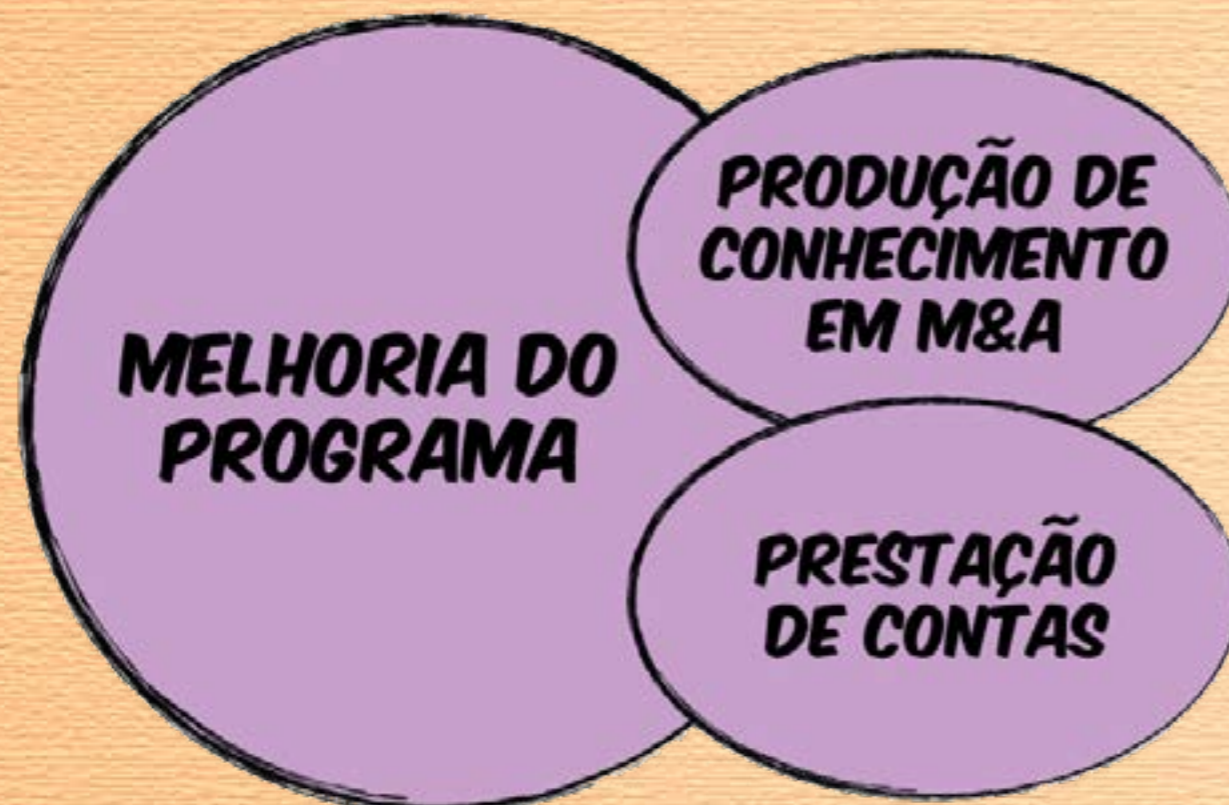 MELHORIA DO
PROGRAMA
PRODUÇÃO DE
CONHECIMENTO
EM M&A
PRESTAÇÃO
DE CONTAS